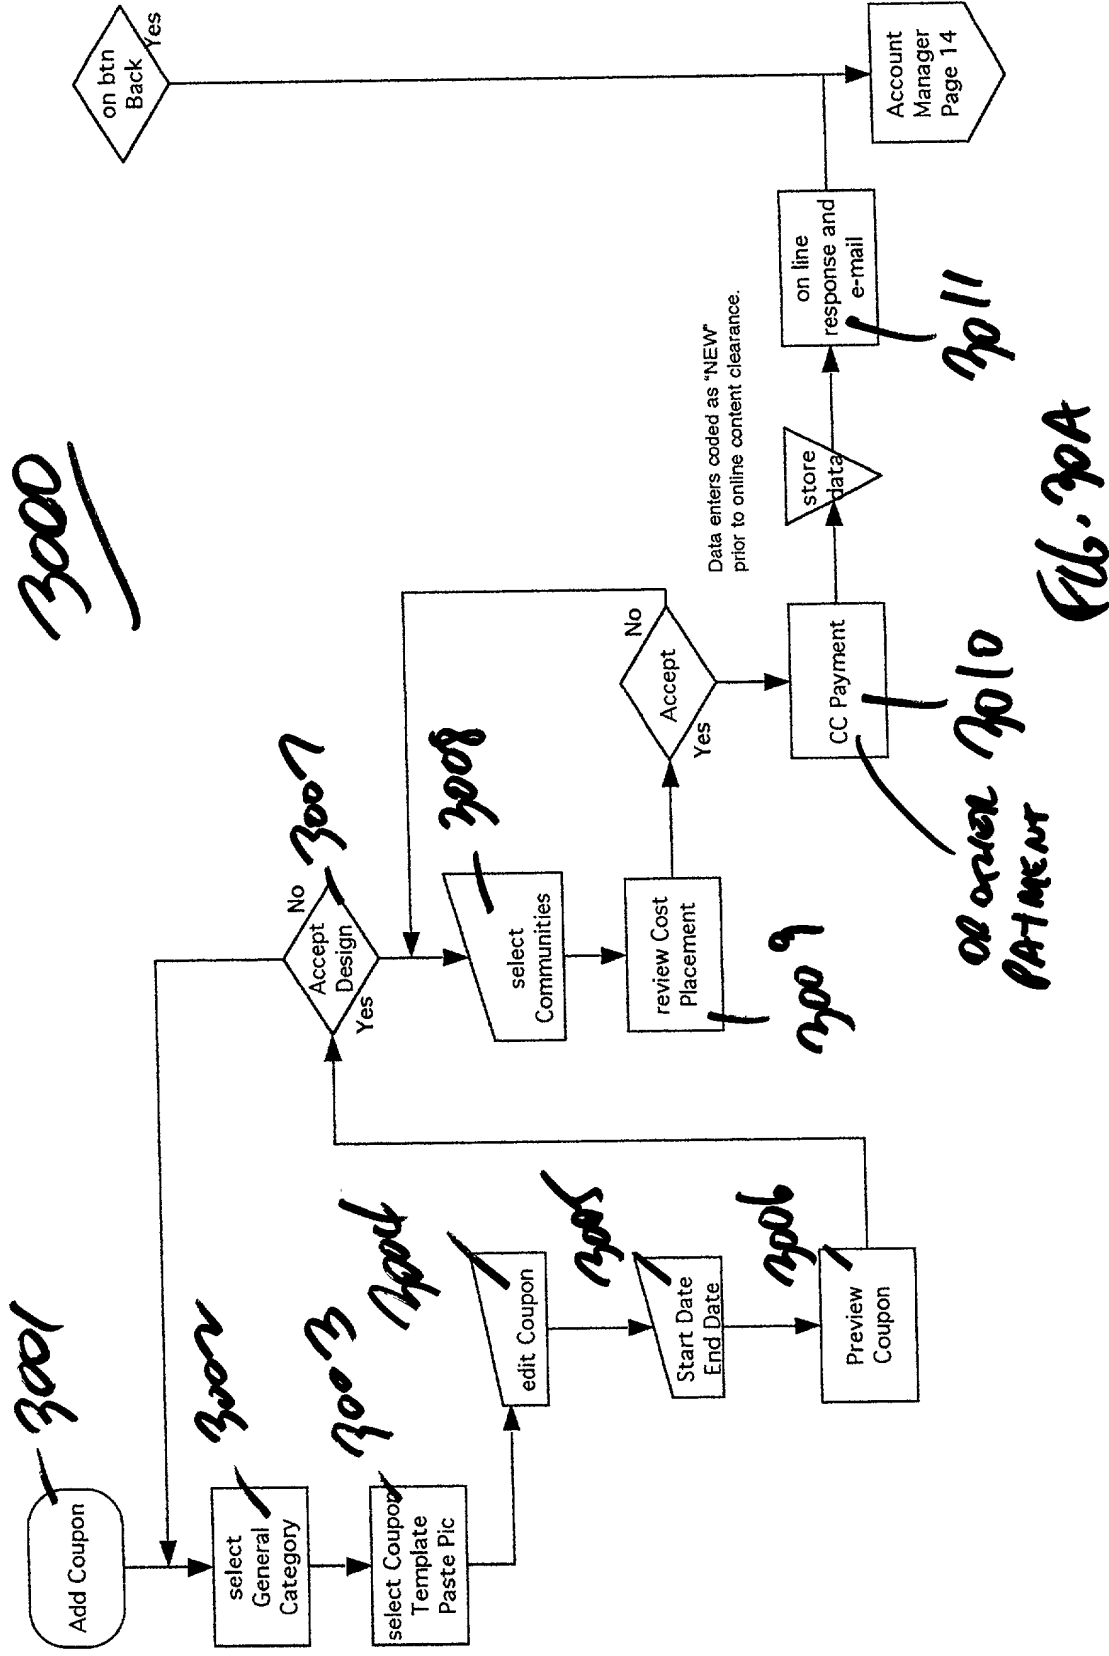 3000
Add Coupon
3001
select
General
Category
3002
select Coupon
Template
Paste Pic
3003
edit Coupon
3004
Start Date
End Date
3005
Preview
Coupon
3006
Accept
Design
No
Yes
3007
select
Communities
3008
review Cost
Placement
3009
Accept
No
Yes
CC Payment
3010
OR OTHER
PAYMENT
store
data
Data enters coded as "NEW"
prior to online content clearance.
on line
response and
e-mail
3011
on btn
Back
Yes
Account
Manager
Page 14
FIG. 30A